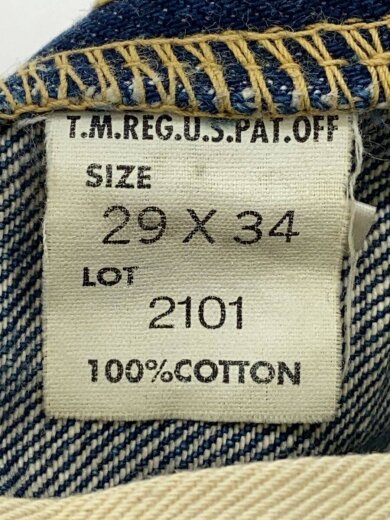 T.M.REG.U.S.PAT.OFF
SIZE
29 X 34
LOT
2101
100%COTTON